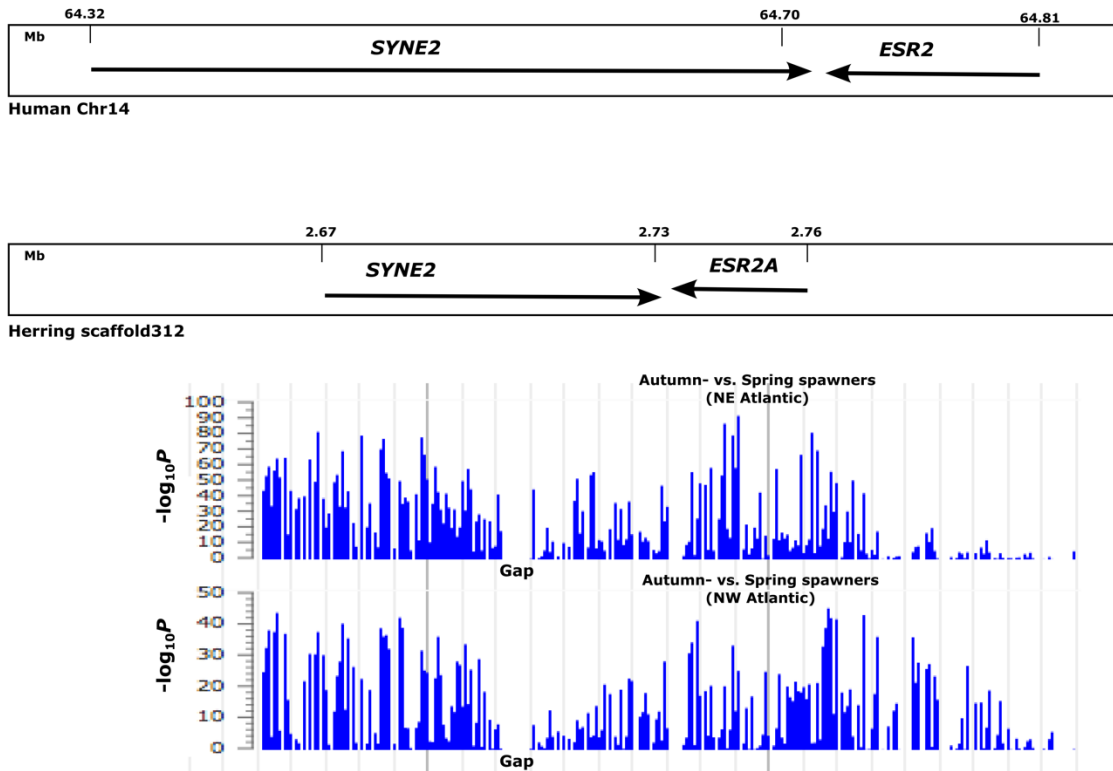 64.32 64.70 64.81
Mb
SYNE2 ESR2
Human Chr14
2.67 2.73 2.76
Mb
SYNE2 ESR2A
Herring scaffold312
Autumn- vs. Spring spawners
(NE Atlantic)
100
90
80
70
60
50
40
30
20
10
0
-log10P
Gap
Autumn- vs. Spring spawners
(NW Atlantic)
50
40
30
20
10
0
-log10P
Gap